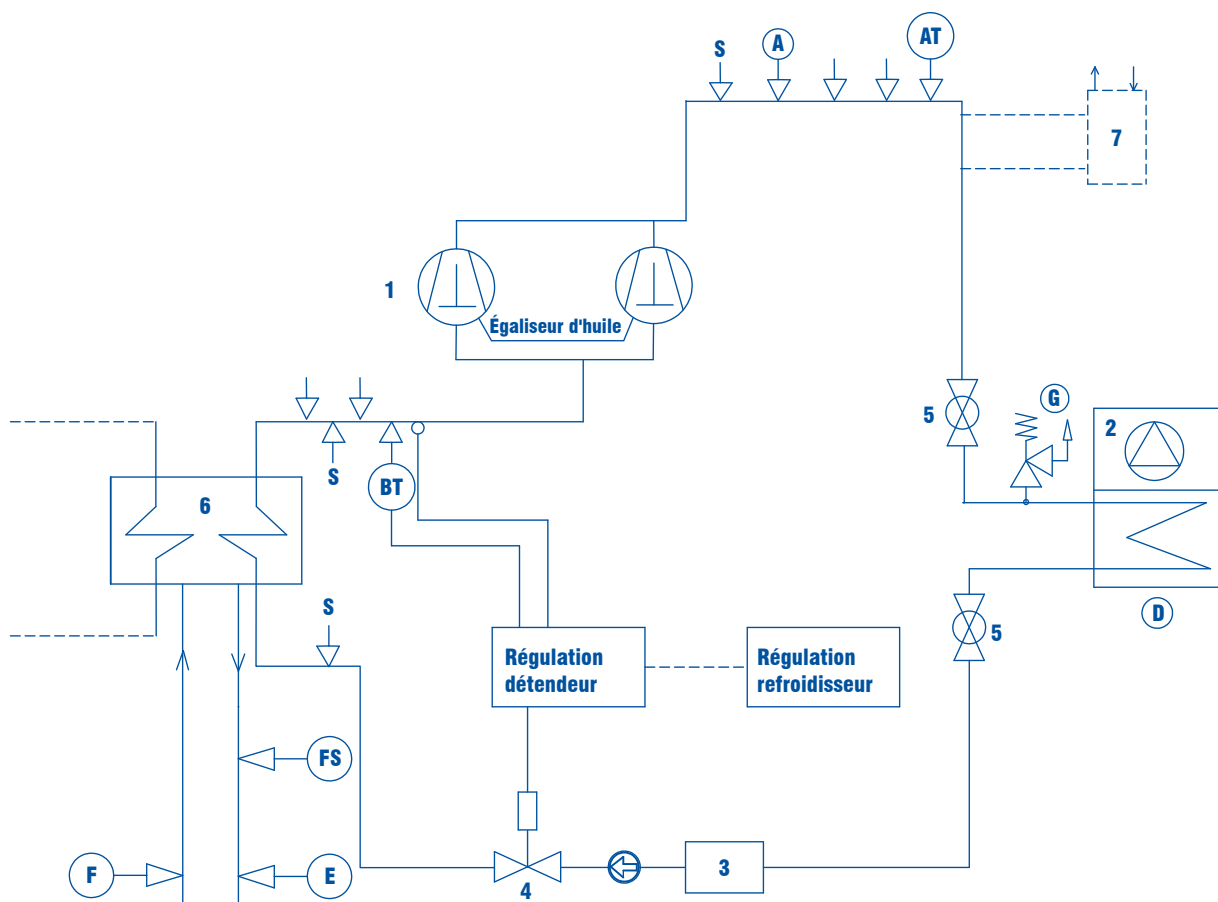 S
A
AT
7
1
Égaliseur d'huile
5
G
2
S
BT
6
D
S
5
Régulation
détendeur
Régulation
refroidisseur
FS
F
E
4
3